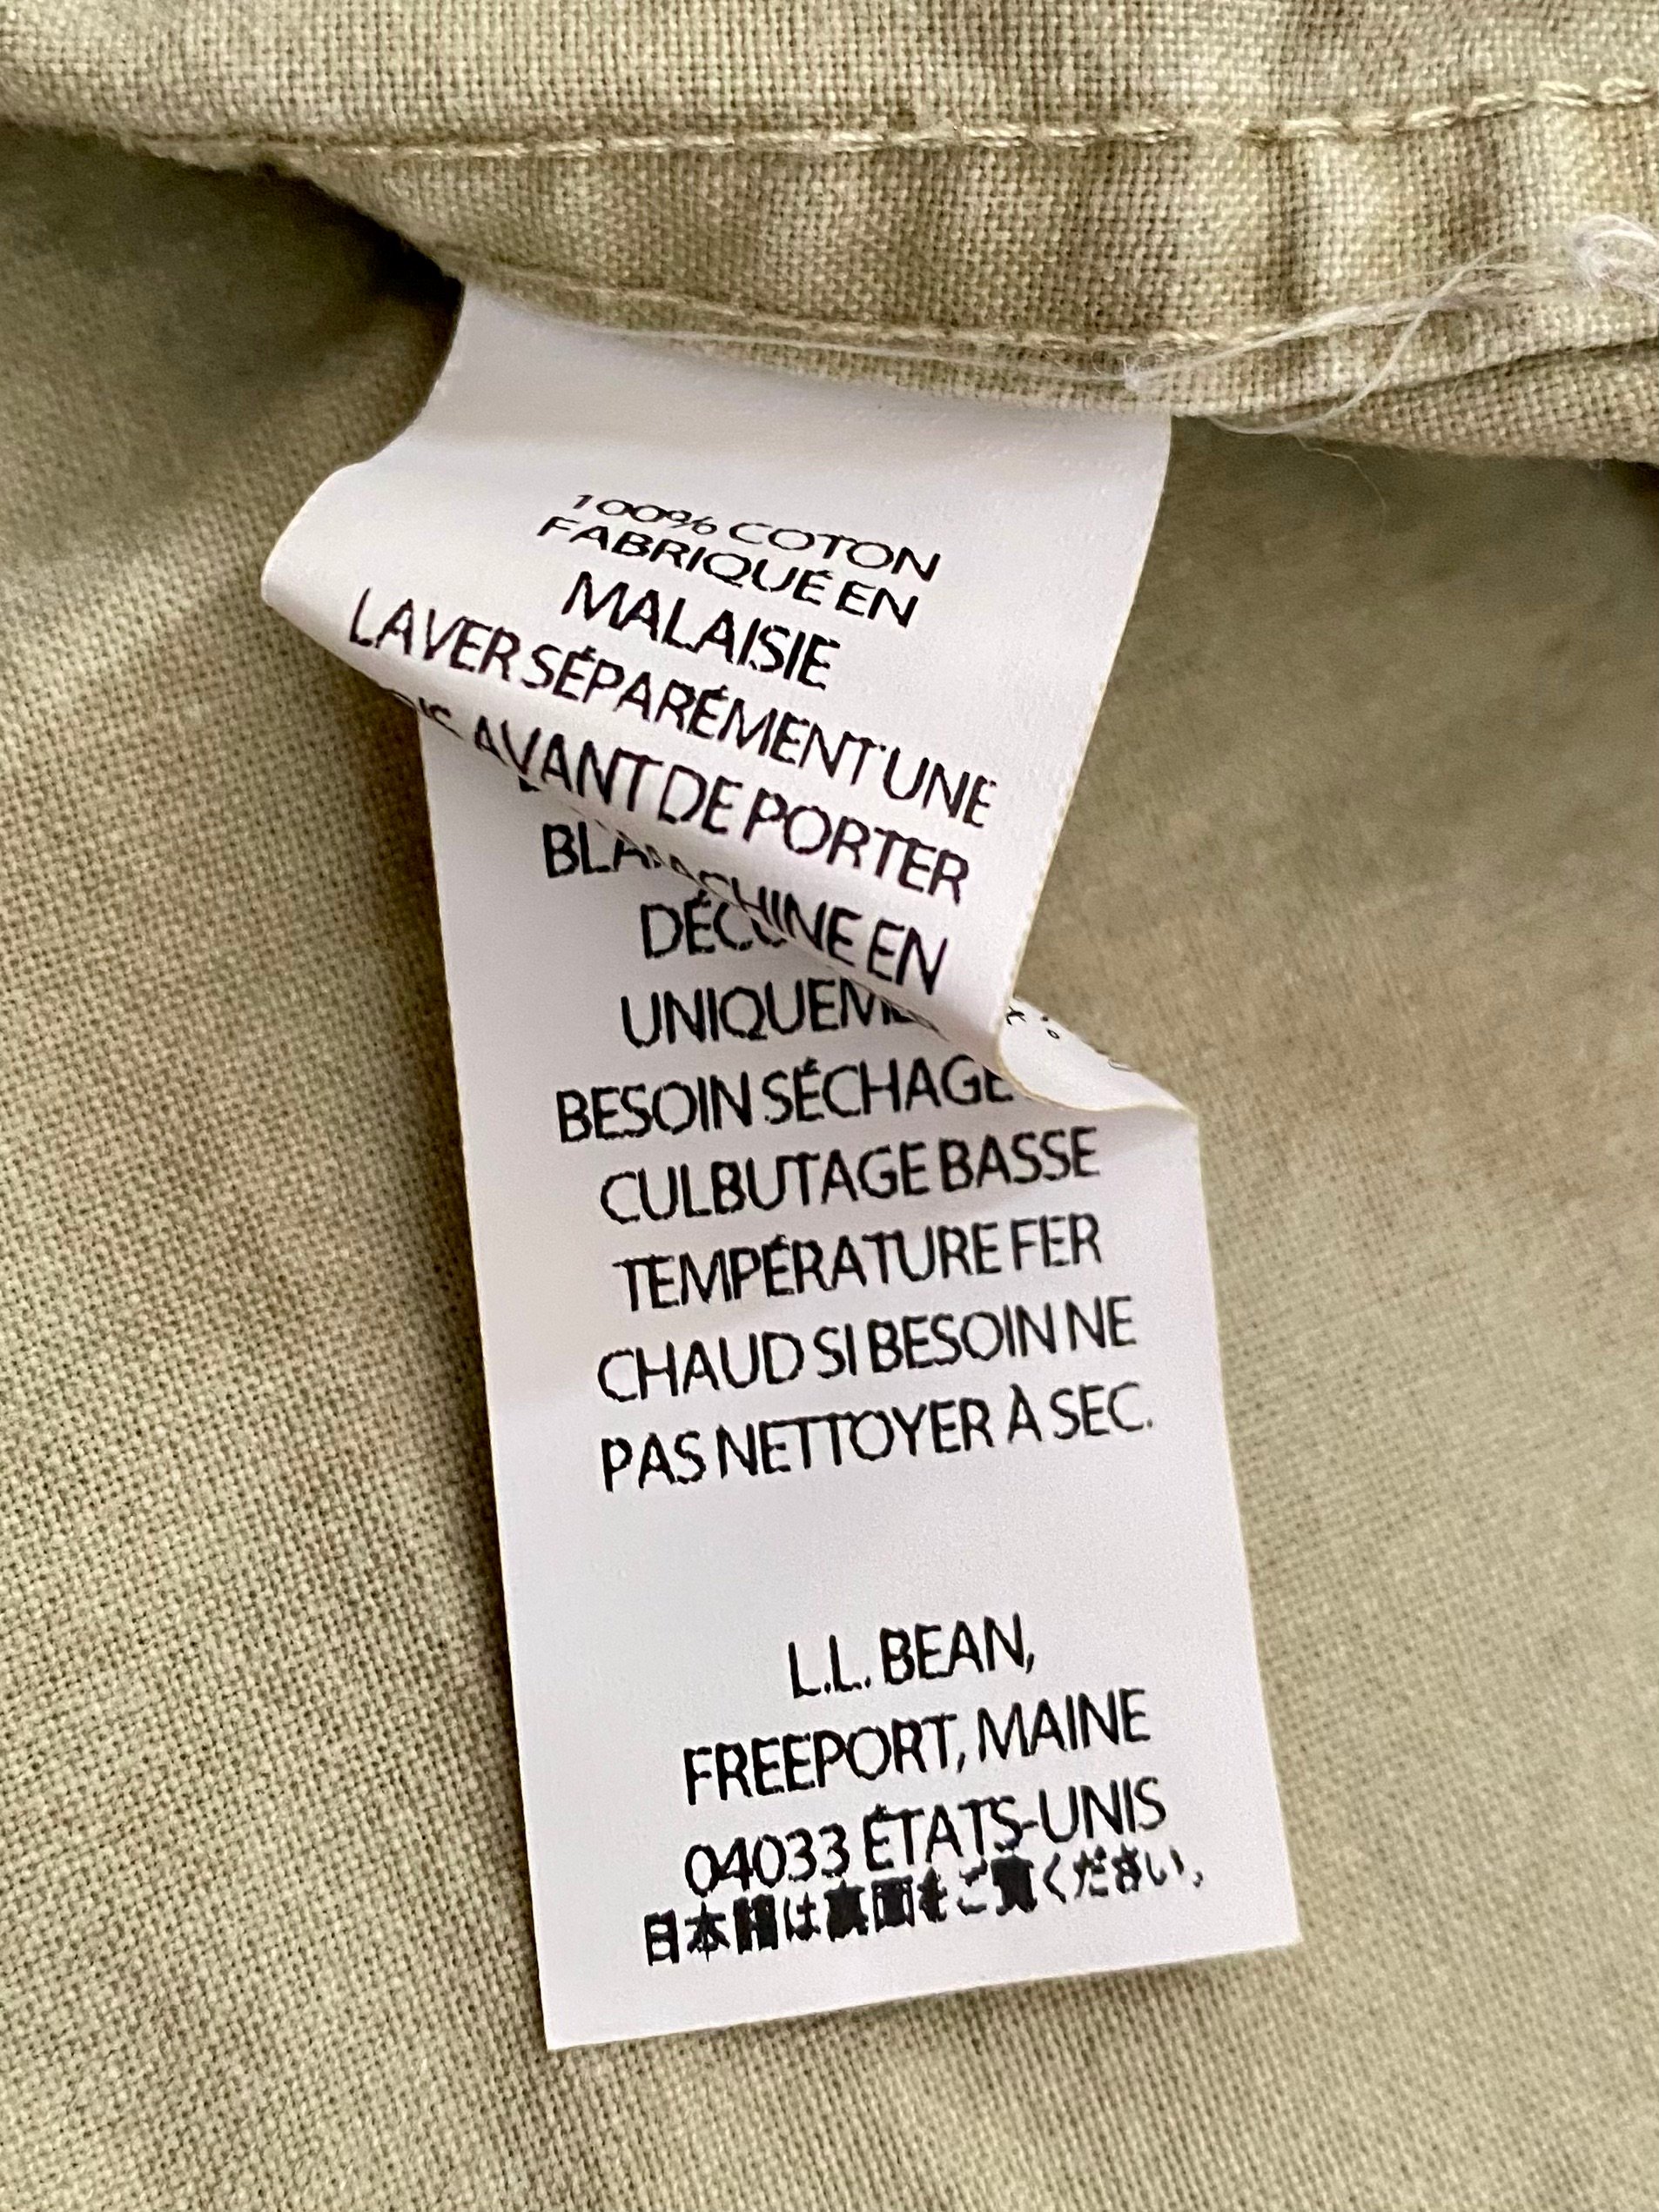 100% COTON
FABRIQUÉ EN
MALAISIE
LAVER SÉPARÉMENT UNE
AVANT DE PORTER
EN
BESOIN SÉCHAGE
CULBUTAGE BASSE
TEMPÉRATURE FER
CHAUD SI BESOIN NE
PAS NETTOYER À SEC.
L.L. BEAN,
FREEPORT, MAINE
04033 ÉTATS-UNIS
日本語は裏面をご覧ください。